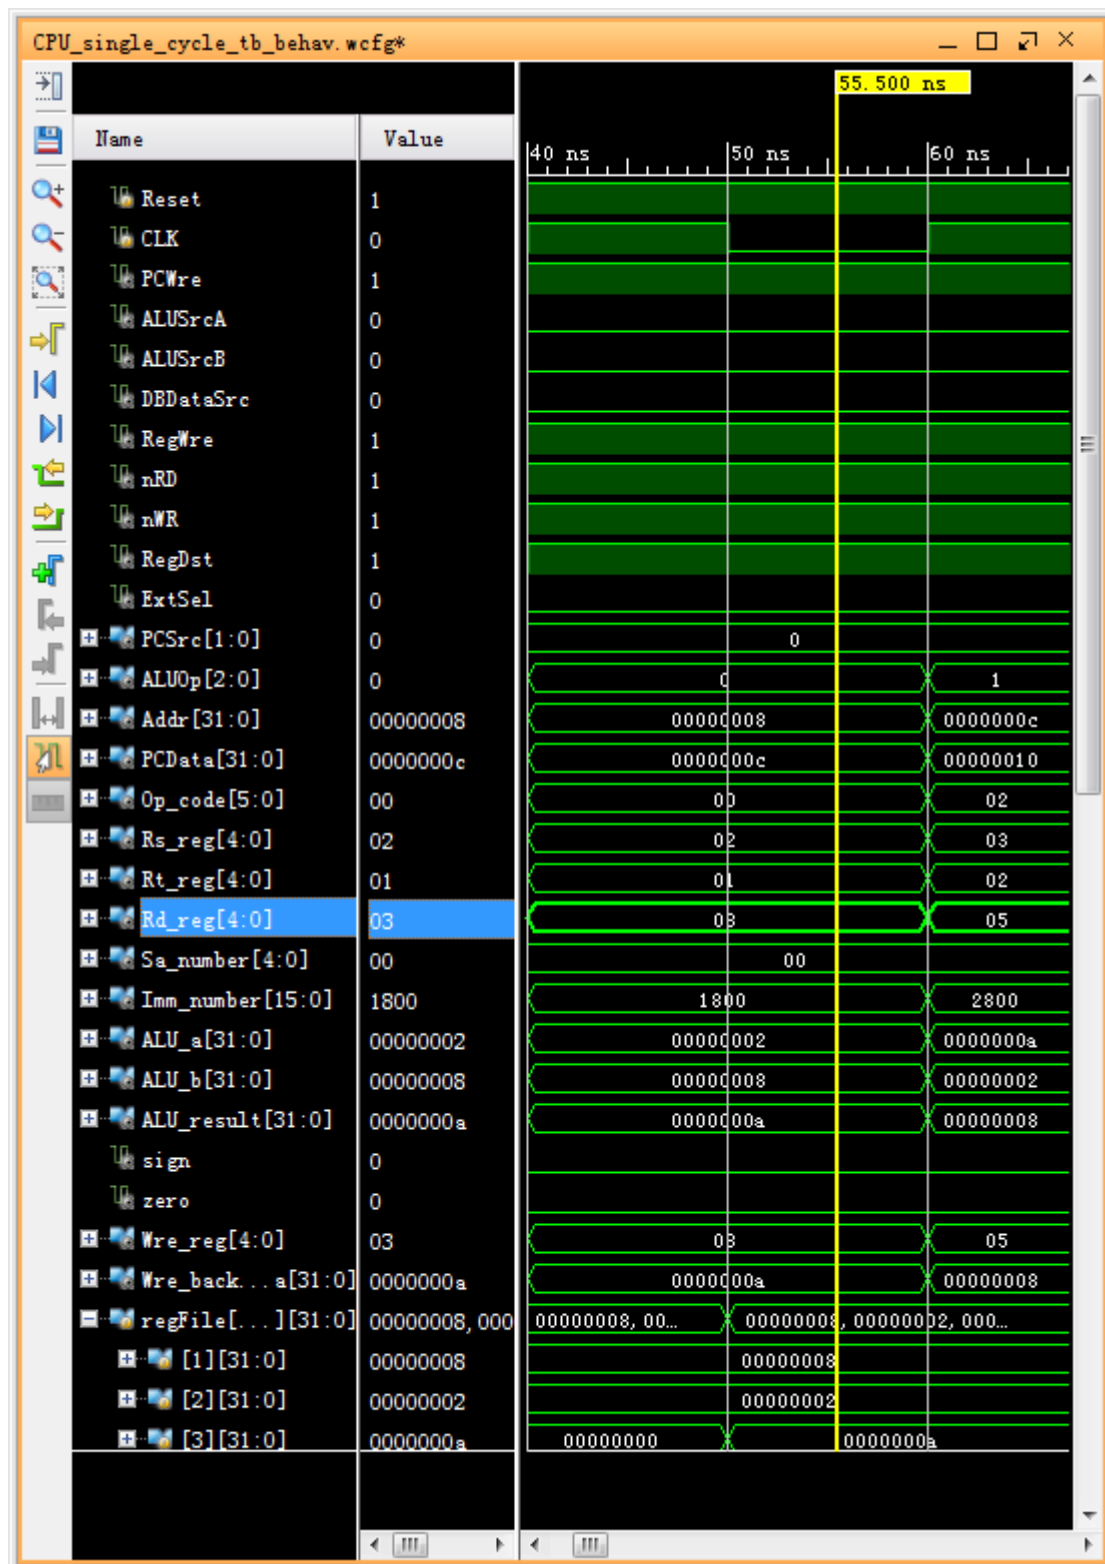 CPU_single_cycle_tb_behav.wcfg*
55.500 ns
Name Value 40 ns 50 ns 60 ns
Reset 1
CLK 0
PCWre 1
ALUSrcA 0
ALUSrcB 0
DBDataSrc 0
RegWre 1
nRD 1
nWR 1
RegDst 1
ExtSel 0
PCSrc[1:0] 0 0
ALUOp[2:0] 0 0 1
Addr[31:0] 00000008 00000008 0000000c
PCData[31:0] 0000000c 0000000c 00000010
Op_code[5:0] 00 00 02
Rs_reg[4:0] 02 02 03
Rt_reg[4:0] 01 01 02
Rd_reg[4:0] 03 03 05
Sa_number[4:0] 00 00
Imm_number[15:0] 1800 1800 2800
ALU_a[31:0] 00000002 00000002 0000000a
ALU_b[31:0] 00000008 00000008 00000002
ALU_result[31:0] 0000000a 0000000a 00000008
sign 0
zero 0
Wre_reg[4:0] 03 03 05
Wre_back...a[31:0] 0000000a 0000000a 00000008
regFile[...][31:0] 00000008,000 00000008,00... 00000008,00000002,000...
[1][31:0] 00000008 00000008
[2][31:0] 00000002 00000002
[3][31:0] 0000000a 00000000 0000000a